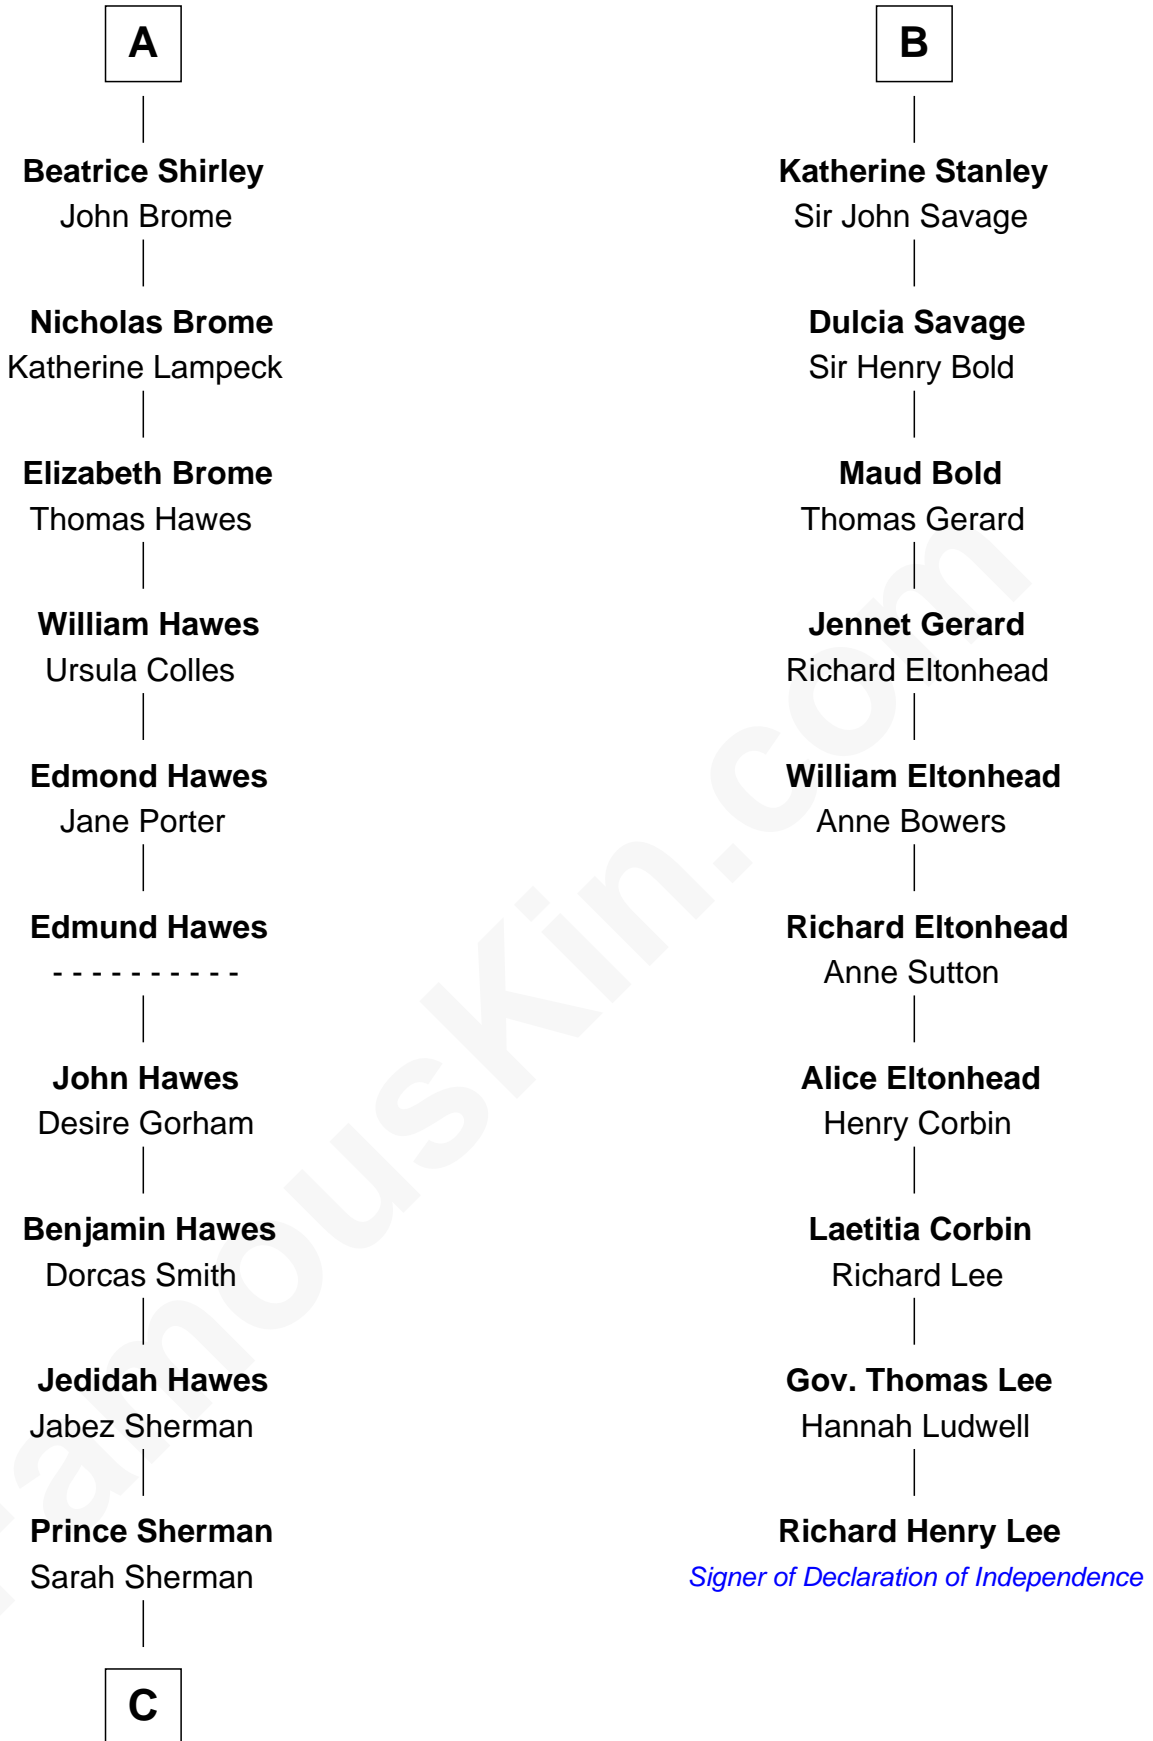 A
Beatrice Shirley
John Brome
Nicholas Brome
Katherine Lampeck
Elizabeth Brome
Thomas Hawes
William Hawes
Ursula Colles
Edmond Hawes
Jane Porter
Edmund Hawes
- - - - - - - - - -
John Hawes
Desire Gorham
Benjamin Hawes
Dorcas Smith
Jedidah Hawes
Jabez Sherman
Prince Sherman
Sarah Sherman
C
B
Katherine Stanley
Sir John Savage
Dulcia Savage
Sir Henry Bold
Maud Bold
Thomas Gerard
Jennet Gerard
Richard Eltonhead
William Eltonhead
Anne Bowers
Richard Eltonhead
Anne Sutton
Alice Eltonhead
Henry Corbin
Laetitia Corbin
Richard Lee
Gov. Thomas Lee
Hannah Ludwell
Richard Henry Lee
Signer of Declaration of Independence
FamousKin.com